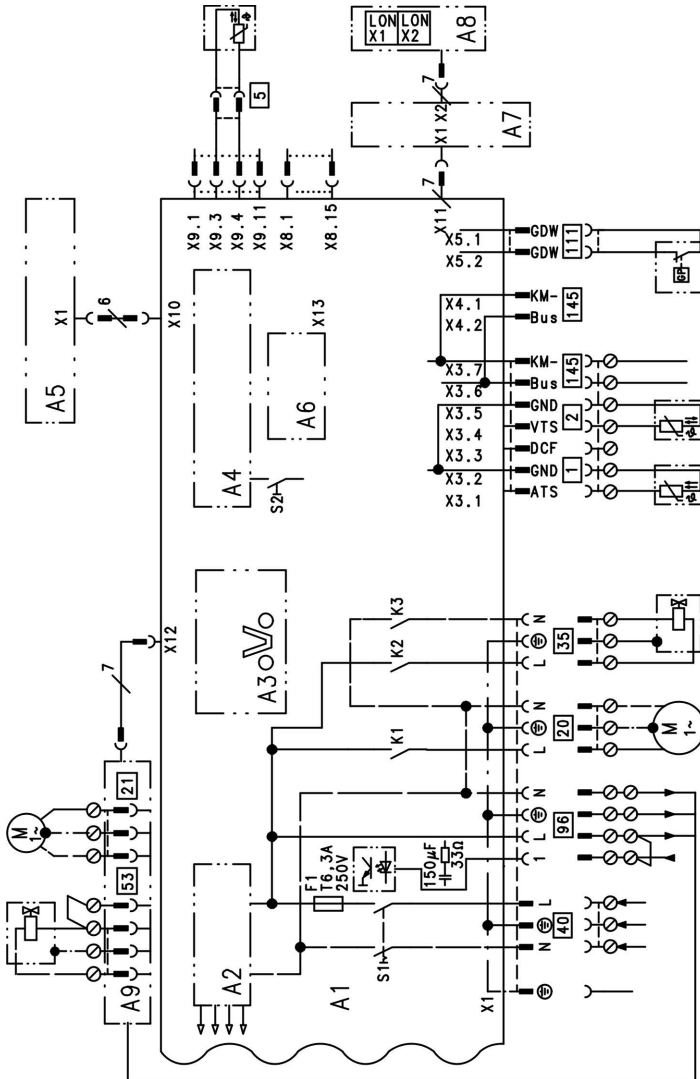 LON LON
X1 X2
A8
5
7
X1 X2
A7
7
X11
X9.1
X9.3
X9.4
X9.11
X8.1
X8.15
A5
X1
6
X10
X13
A6
A4
S2
X5.1
X5.2
GDW
GDW
111
GP
X4.1
X4.2
KM-
Bus
145
X3.7
X3.6
X3.5
X3.4
X3.3
X3.2
X3.1
KM-
Bus
GND
VTS
DCF
GND
ATS
145
2
1
X12
A3
7
K3
K2
K1
N
L
35
N
L
20
M
1~
N
L
1
96
L
N
40
X1
21
53
M
1~
A9
A2
A1
F1
T6,3A
250V
150µF
33Ω
S1